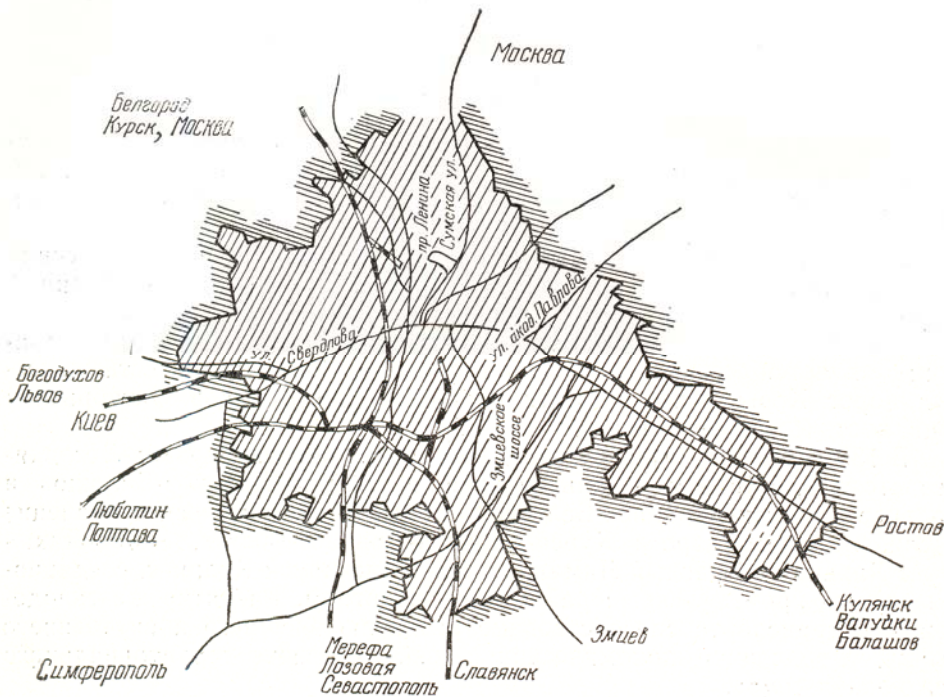 Москва
Белгород
Курск, Москва
пр. Ленина
Сумская ул.
ул. акад. Павлова
ул. Свердлова
Богодухов
Львов
Киев
Змиевское
шоссе
Люботин
Полтава
Ростов
Купянск
Валуйки
Балашов
Змиев
Мерефа
Лозовая
Севастополь
Славянск
Симферополь